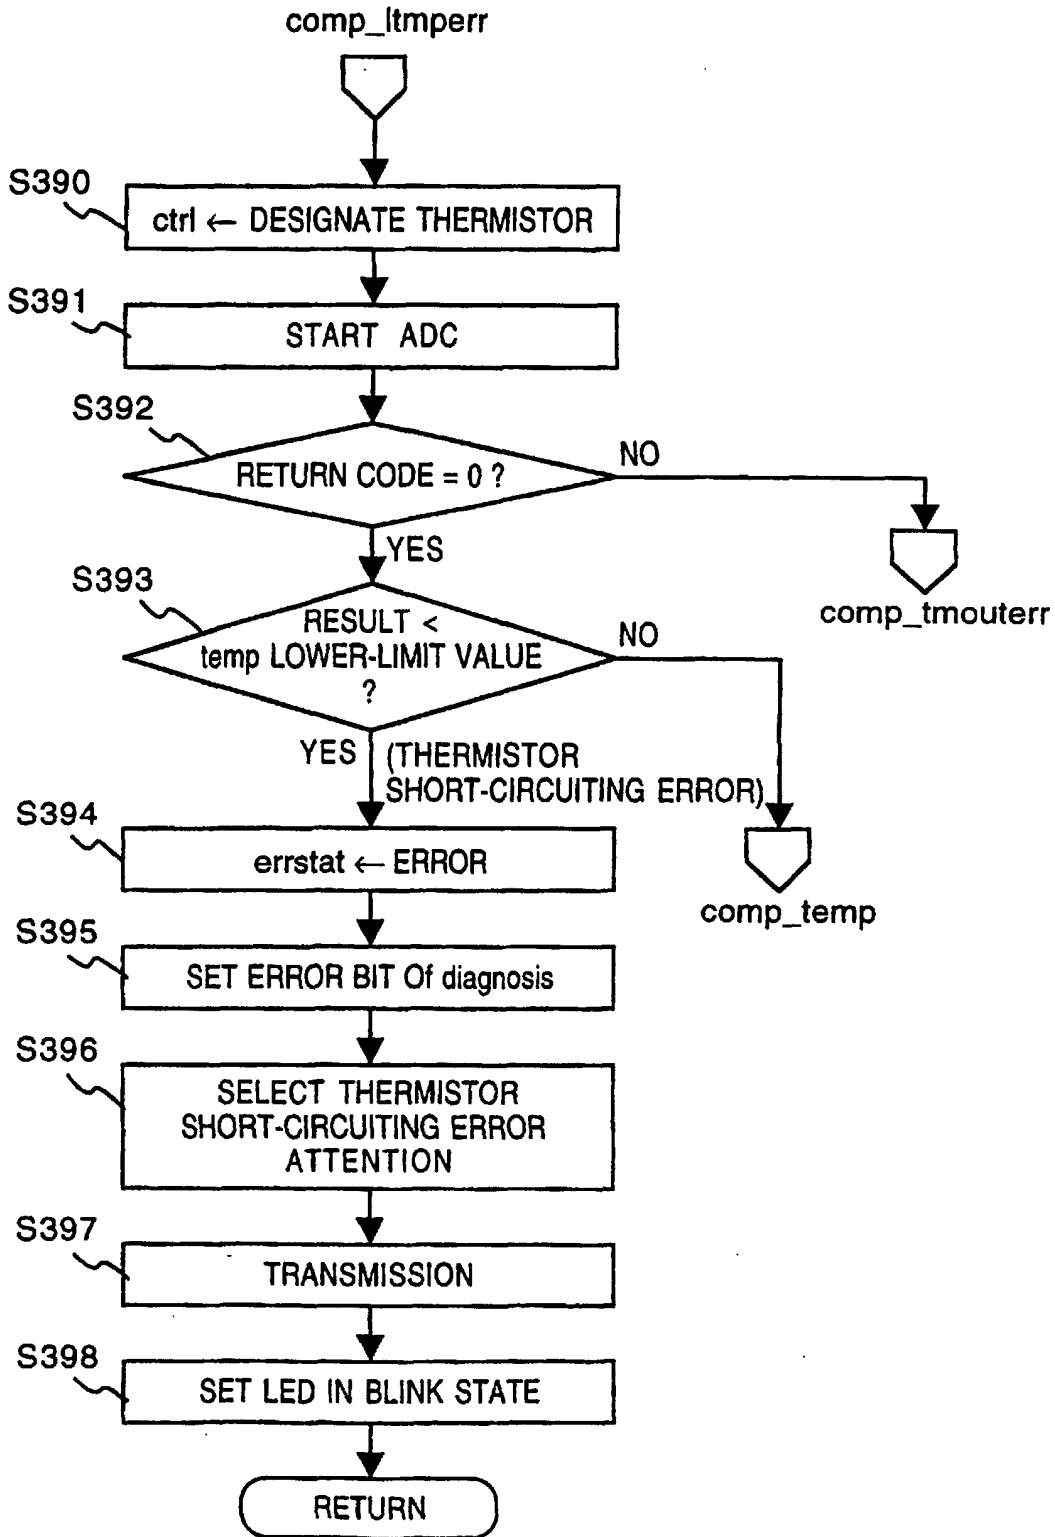 comp_ltmperr
S390
ctrl ← DESIGNATE THERMISTOR
S391
START ADC
S392
RETURN CODE = 0 ?
NO
YES
comp_tmouterr
S393
RESULT <
temp LOWER-LIMIT VALUE
?
NO
YES
(THERMISTOR
SHORT-CIRCUITING ERROR)
comp_temp
S394
errstat ← ERROR
S395
SET ERROR BIT Of diagnosis
S396
SELECT THERMISTOR
SHORT-CIRCUITING ERROR
ATTENTION
S397
TRANSMISSION
S398
SET LED IN BLINK STATE
RETURN